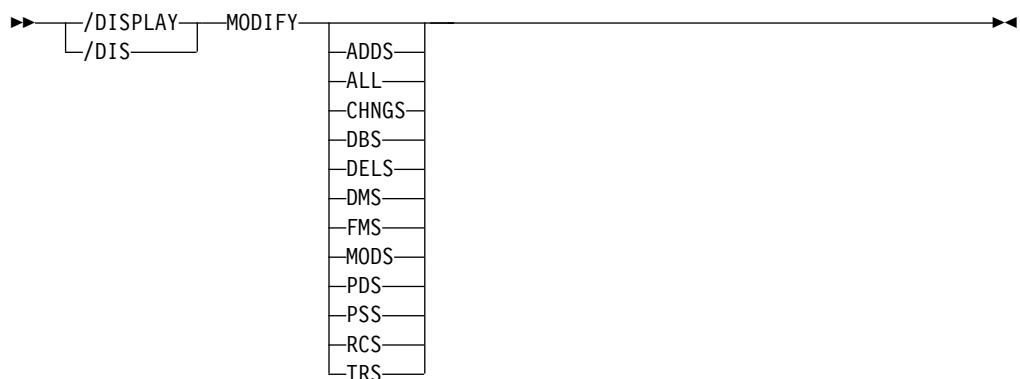 /DISPLAY MODIFY
/DIS
ADDS
ALL
CHNGS
DBS
DELS
DMS
FMS
MODS
PDS
PSS
RCS
TRS